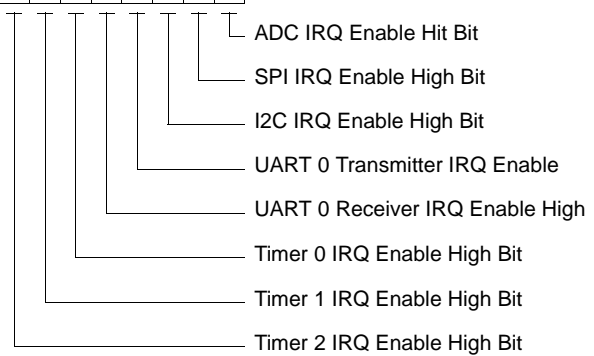 ADC IRQ Enable Hit Bit
SPI IRQ Enable High Bit
I2C IRQ Enable High Bit
UART 0 Transmitter IRQ Enable
UART 0 Receiver IRQ Enable High
Timer 0 IRQ Enable High Bit
Timer 1 IRQ Enable High Bit
Timer 2 IRQ Enable High Bit